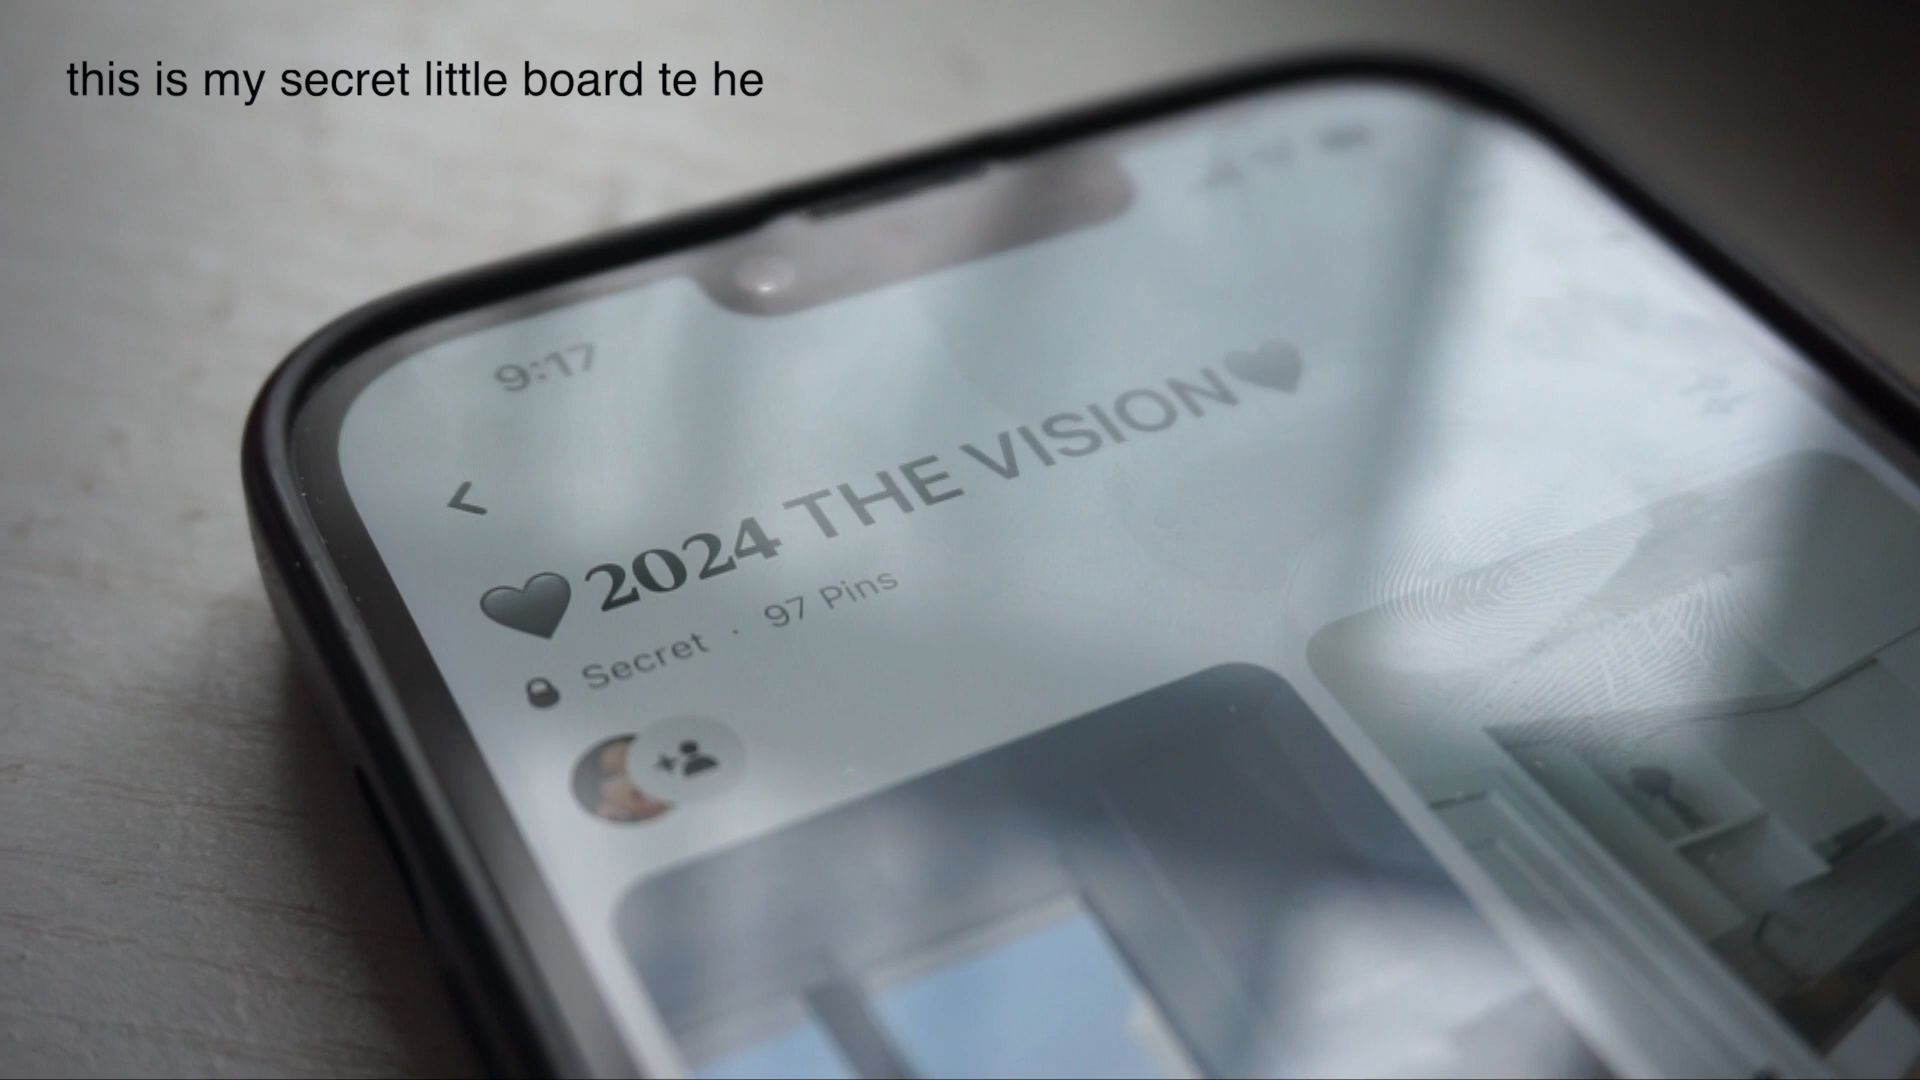 this is my secret little board te he
9:17
<
🖤2024 THE VISION🖤
Secret · 97 Pins